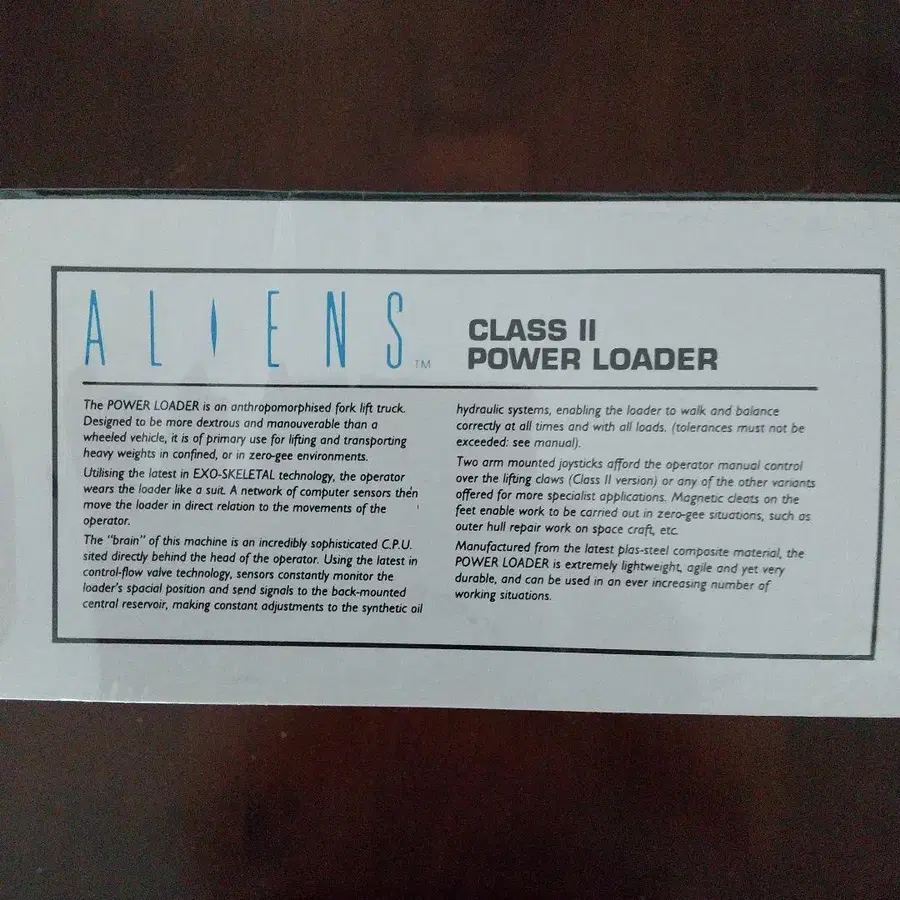 ALIENS™
CLASS II
POWER LOADER
The POWER LOADER is an anthropomorphised fork lift truck.
Designed to be more dextrous and manouverable than a
wheeled vehicle, it is of primary use for lifting and transporting
heavy weights in confined, or in zero-gee environments.
Utilising the latest in EXO-SKELETAL technology, the operator
wears the loader like a suit. A network of computer sensors then
move the loader in direct relation to the movements of the
operator.
The "brain" of this machine is an incredibly sophisticated C.P.U.
sited directly behind the head of the operator. Using the latest in
control-flow valve technology, sensors constantly monitor the
loader's spacial position and send signals to the back-mounted
central reservoir, making constant adjustments to the synthetic oil
hydraulic systems, enabling the loader to walk and balance
correctly at all times and with all loads. (tolerances must not be
exceeded: see manual).
Two arm mounted joysticks afford the operator manual control
over the lifting claws (Class II version) or any of the other variants
offered for more specialist applications. Magnetic cleats on the
feet enable work to be carried out in zero-gee situations, such as
outer hull repair work on space craft, etc.
Manufactured from the latest plas-steel composite material, the
POWER LOADER is extremely lightweight, agile and yet very
durable, and can be used in an ever increasing number of
working situations.